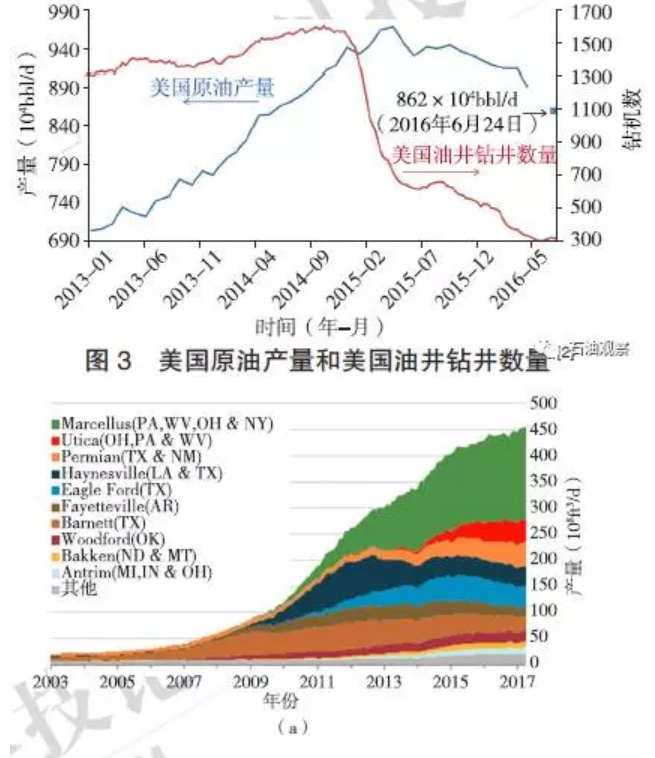 990
940
890
840
790
740
690
1700
1500
1300
1100
900
700
500
300
产量（10⁴bbl/d）
钻机数
美国原油产量
862×10⁴bbl/d
（2016年6月24日）
美国油井钻井数量
2013–01
2013–06
2013–11
2014–04
2014–09
2015–02
2015–07
2015–12
2016–05
时间（年–月）
图 3 美国原油产量和美国油井钻井数量[2]
石油观察
Marcellus(PA,WV,OH & NY)
Utica(OH,PA & WV)
Permian(TX & NM)
Haynesville(LA & TX)
Eagle Ford(TX)
Fayetteville(AR)
Barnett(TX)
Woodford(OK)
Bakken(ND & MT)
Antrim(MI,IN & OH)
其他
500
450
400
350
300
250
200
150
100
50
0
产量（10⁸ft³/d）
2003
2005
2007
2009
2011
2013
2015
2017
年份
（a）